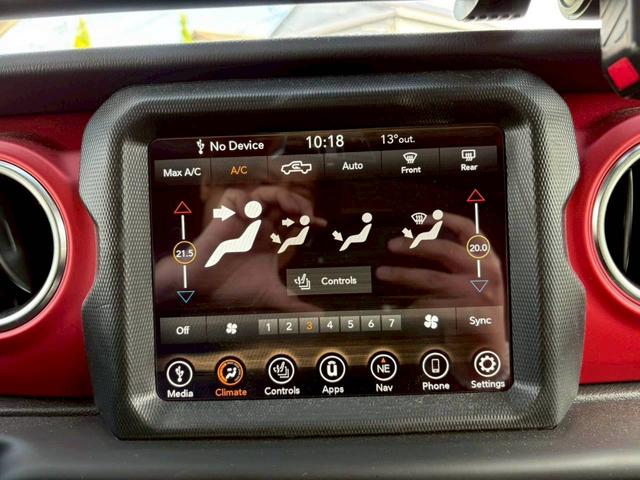 No Device 10:18 13°out.
Max A/C A/C Auto Front Rear
21.5 20.0
Controls
Off 1 2 3 4 5 6 7 Sync
NE
Media Climate Controls Apps Nav Phone Settings